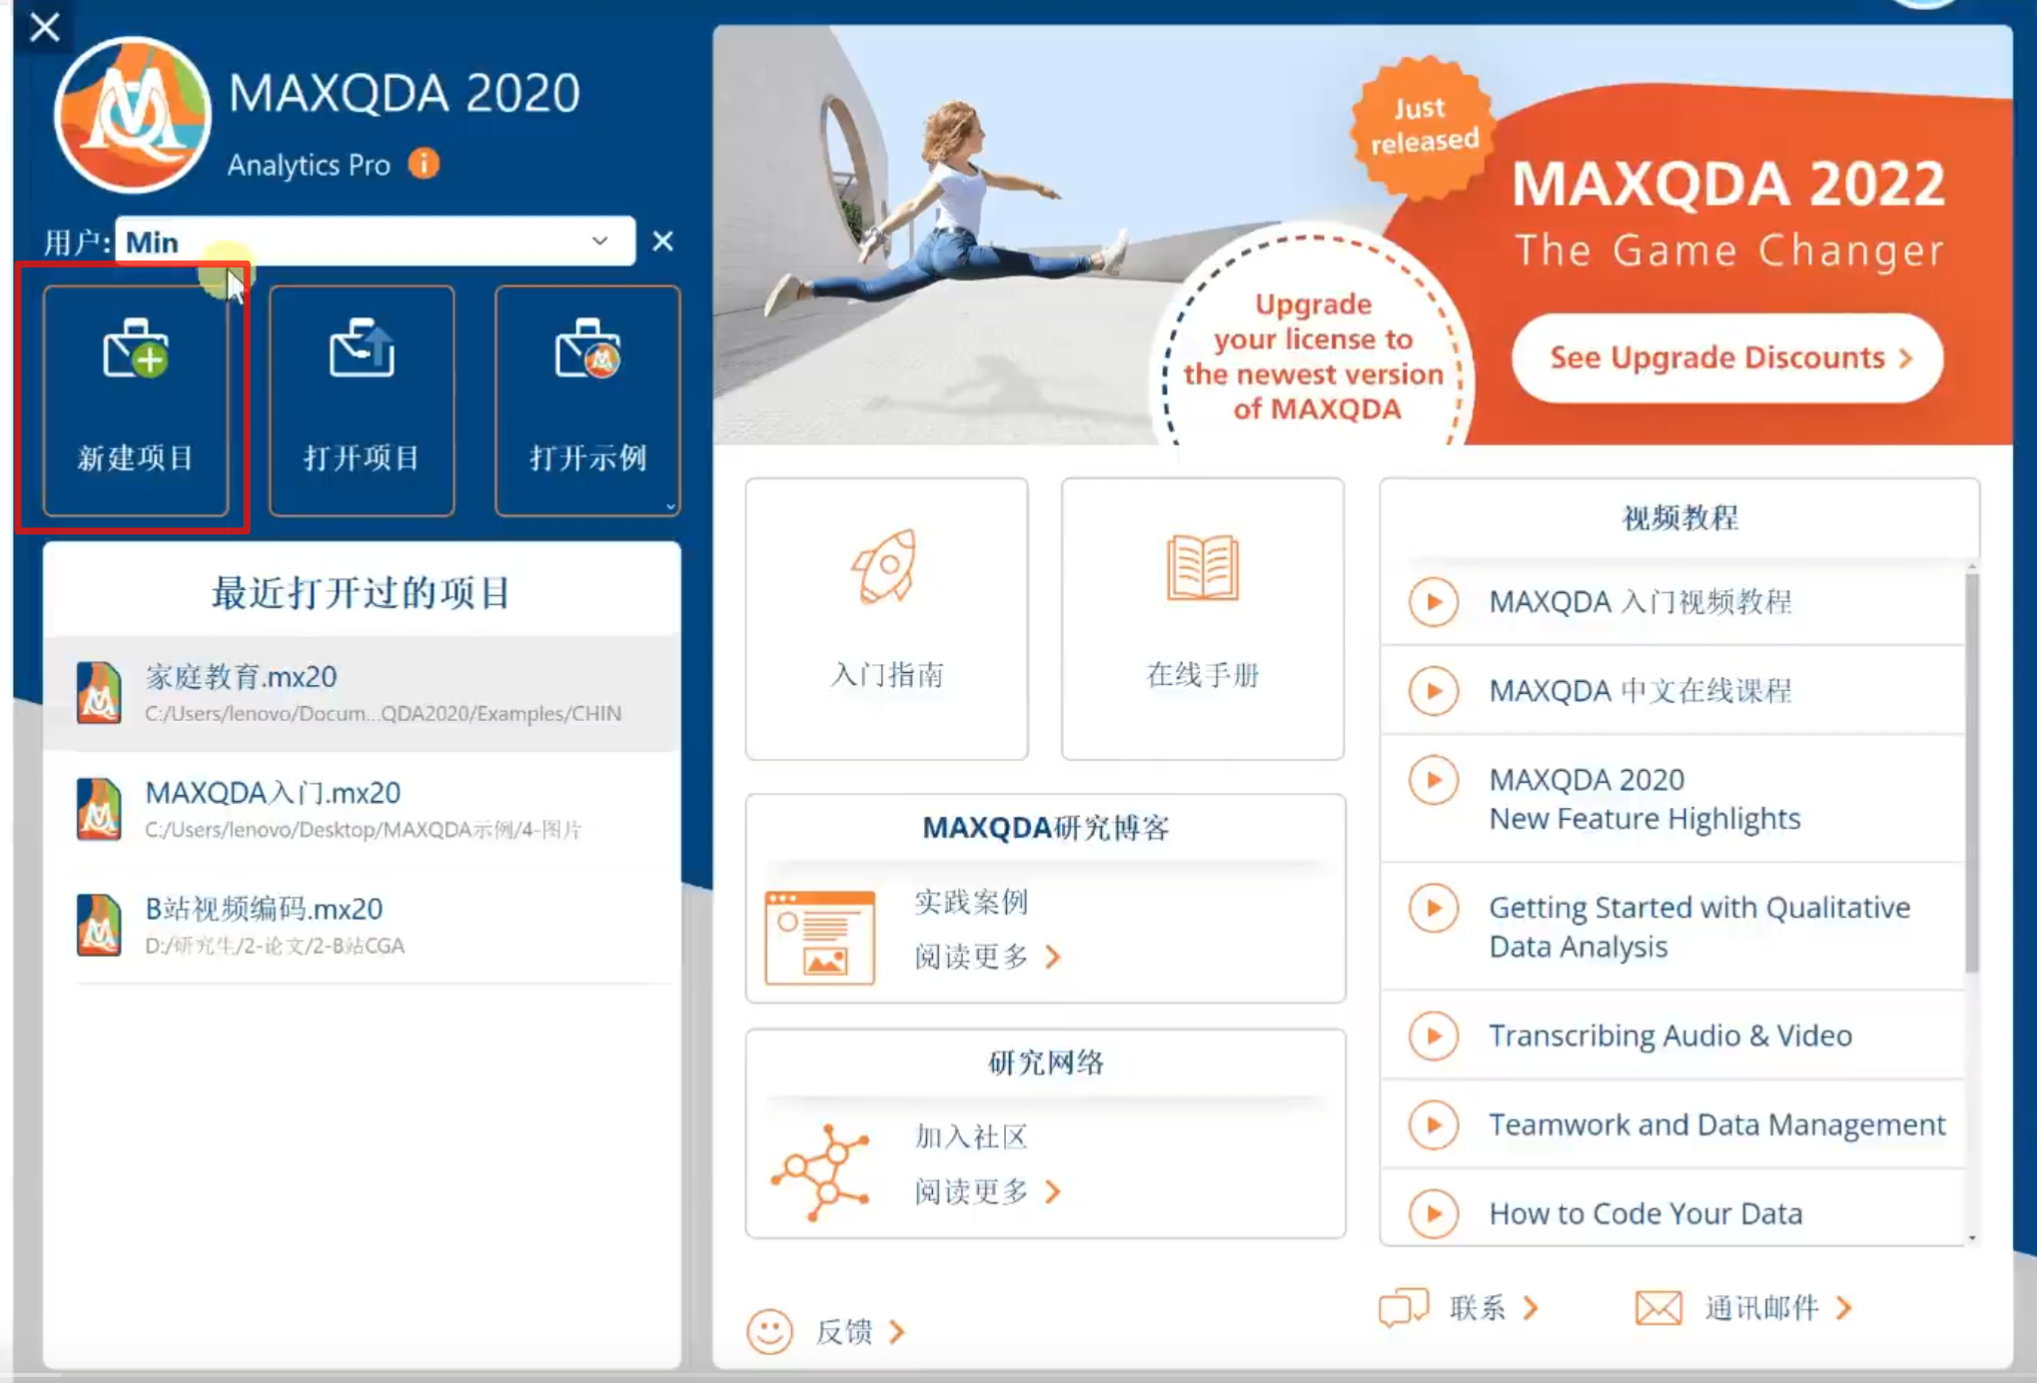 MAXQDA 2020
Analytics Pro
用户:
Min
新建项目
打开项目
打开示例
最近打开过的项目
家庭教育.mx20
C:/Users/lenovo/Docum...QDA2020/Examples/CHIN
MAXQDA入门.mx20
C:/Users/lenovo/Desktop/MAXQDA示例/4-图片
B站视频编码.mx20
D:/研究生/2-论文/2-B站CGA
Just
released
MAXQDA 2022
The Game Changer
Upgrade
your license to
the newest version
of MAXQDA
See Upgrade Discounts >
入门指南
在线手册
MAXQDA研究博客
实践案例
阅读更多
研究网络
加入社区
阅读更多
反馈
视频教程
MAXQDA 入门视频教程
MAXQDA 中文在线课程
MAXQDA 2020
New Feature Highlights
Getting Started with Qualitative
Data Analysis
Transcribing Audio & Video
Teamwork and Data Management
How to Code Your Data
联系
通讯邮件